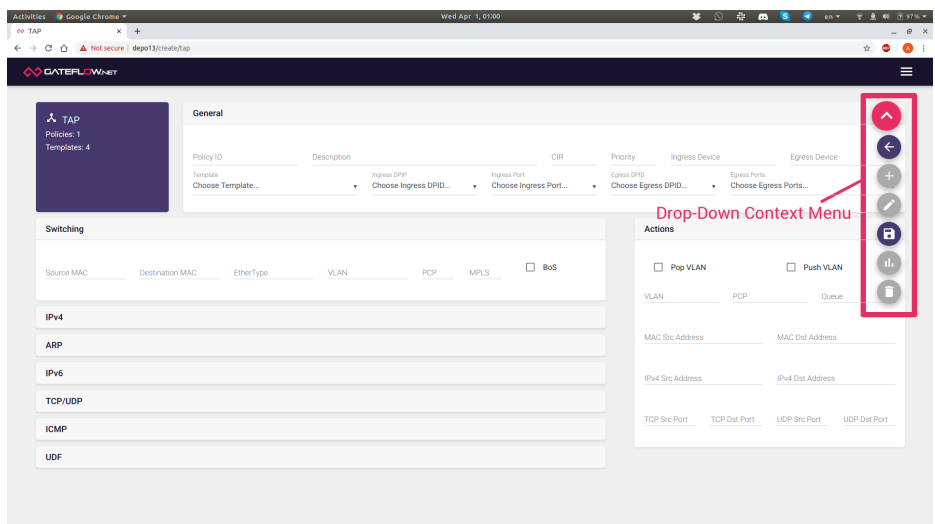 Activities Google Chrome Wed Apr 1, 01:00 en 97%
TAP
Not secure depo13/create/tap
GATEFLOW.NET
TAP
Policies: 1
Templates: 4
General
Policy ID Description CIR Priority Ingress Device Egress Device
Template Ingress DPIP Ingress Port Egress DPID Egress Ports
Choose Template... Choose Ingress DPID... Choose Ingress Port... Choose Egress DPID... Choose Egress Ports...
Drop-Down Context Menu
Switching Actions
Source MAC Destination MAC EtherType VLAN PCP MPLS BoS
Pop VLAN Push VLAN
VLAN PCP Queue
IPv4
ARP
IPv6
TCP/UDP
ICMP
UDF
MAC Src Address MAC Dst Address
IPv4 Src Address IPv4 Dst Address
TCP Src Port TCP Dst Port UDP Src Port UDP Dst Port